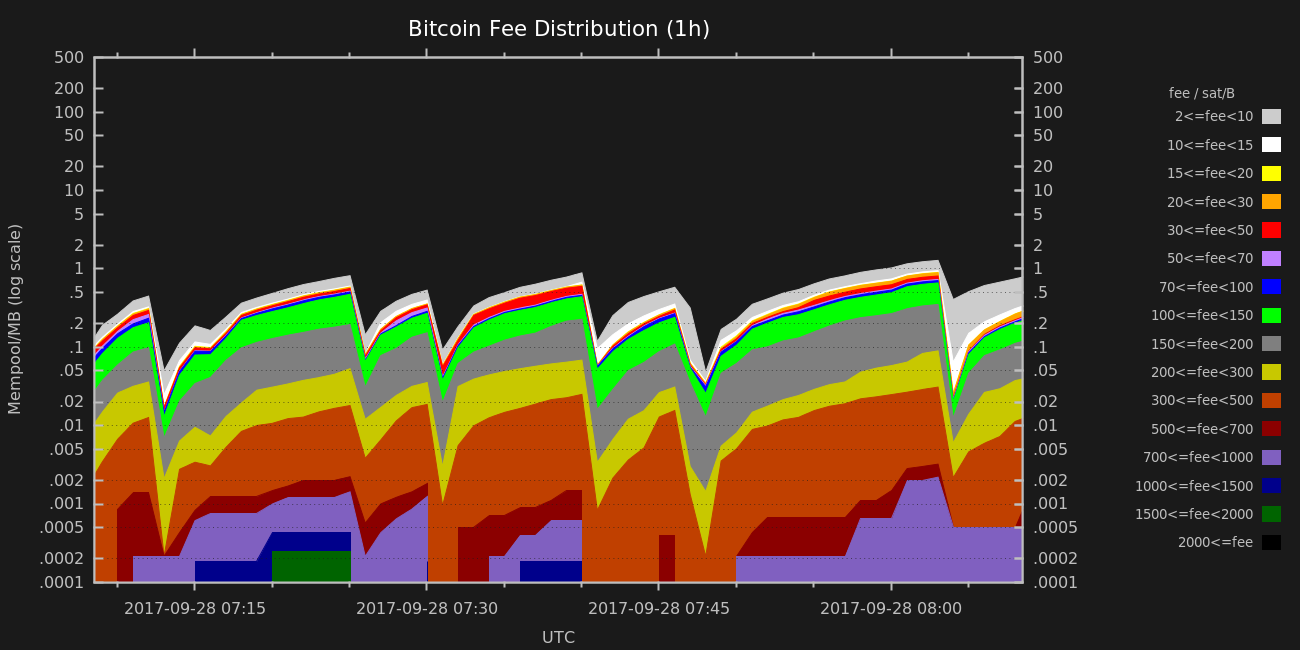 Bitcoin Fee Distribution (1h)
500 500
200 200
100 100
50 50
20 20
10 10
5 5
2 2
1 1
.5 .5
.2 .2
.1 .1
.05 .05
.02 .02
.01 .01
.005 .005
.002 .002
.001 .001
.0005 .0005
.0002 .0002
.0001 .0001
Mempool/MB (log scale)
2017-09-28 07:15 2017-09-28 07:30 2017-09-28 07:45 2017-09-28 08:00
UTC
fee / sat/B
2<=fee<10
10<=fee<15
15<=fee<20
20<=fee<30
30<=fee<50
50<=fee<70
70<=fee<100
100<=fee<150
150<=fee<200
200<=fee<300
300<=fee<500
500<=fee<700
700<=fee<1000
1000<=fee<1500
1500<=fee<2000
2000<=fee